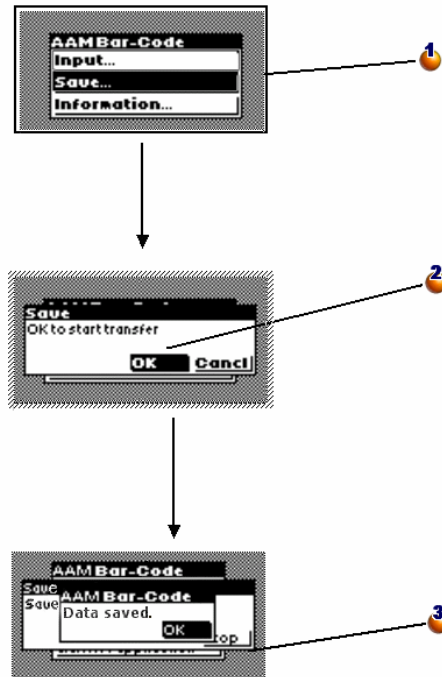 AAM Bar-Code
Input...
Save...
Information...
1
Save
OK to start transfer
OK Cancl
2
AAM Bar-Code
Save
Save
AAM Bar-Code
Data saved.
OK
top
3